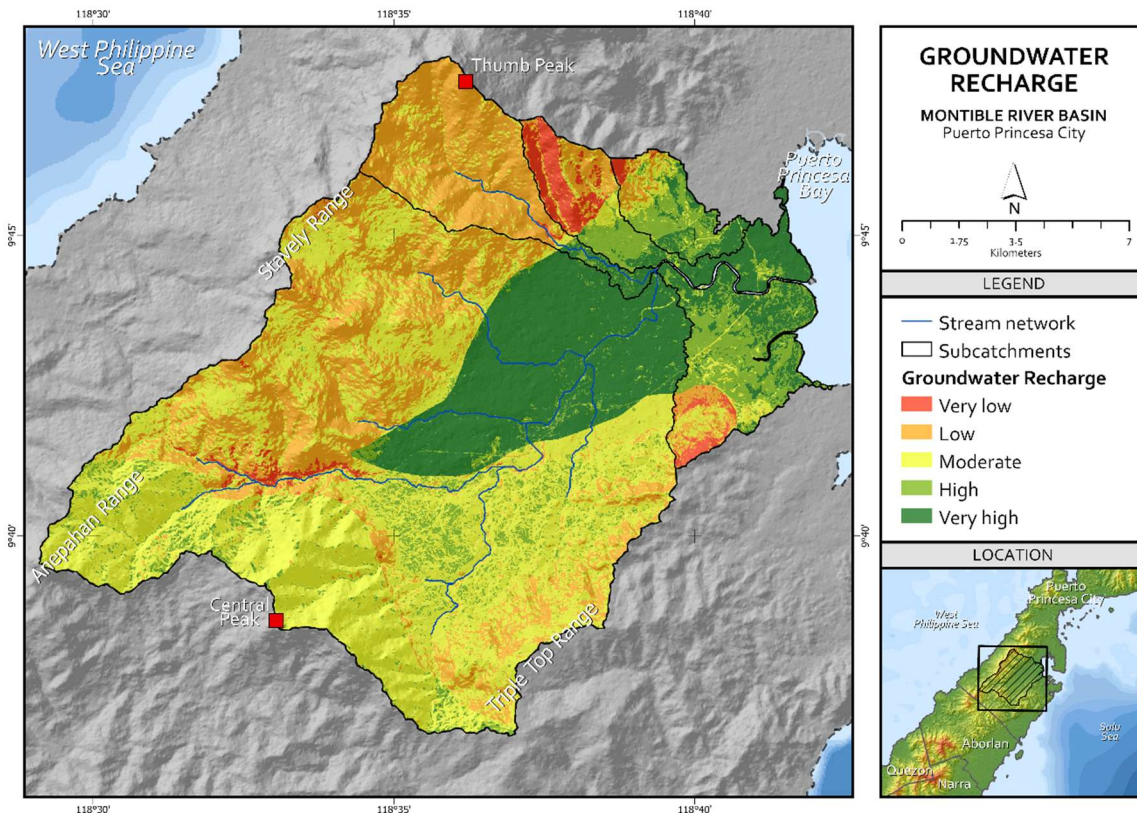 118°30'
118°35'
118°40'
West Philippine
Sea
Thumb Peak
Puerto
Princesa
Bay
9°45'
9°45'
Stavely Range
Anepahan Range
9°40'
9°40'
Central
Peak
Triple Top Range
118°30'
118°35'
118°40'
GROUNDWATER
RECHARGE
MONTIBLE RIVER BASIN
Puerto Princesa City
N
0 1.75 3.5 7
Kilometers
LEGEND
Stream network
Subcatchments
Groundwater Recharge
Very low
Low
Moderate
High
Very high
LOCATION
Puerto
Princesa City
West
Philippine Sea
Sulu
Sea
Aborlan
Quezon
Narra